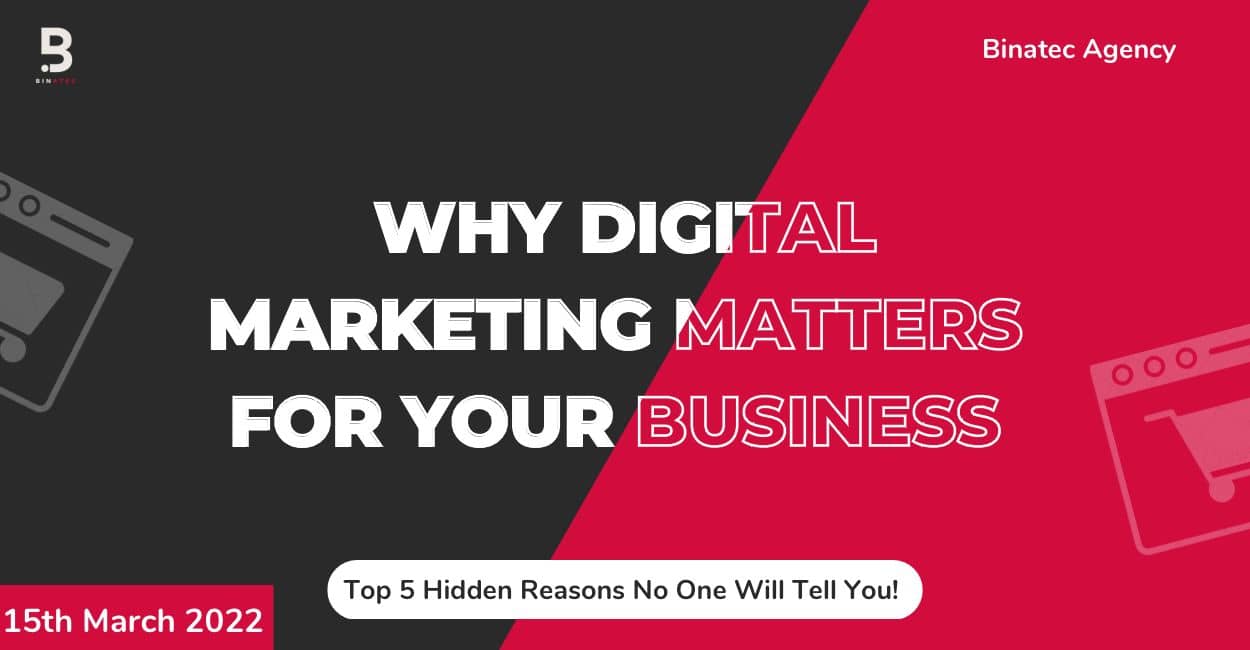 B
BINATEC
Binatec Agency
WHY DIGITAL
MARKETING MATTERS
FOR YOUR BUSINESS
Top 5 Hidden Reasons No One Will Tell You!
15th March 2022